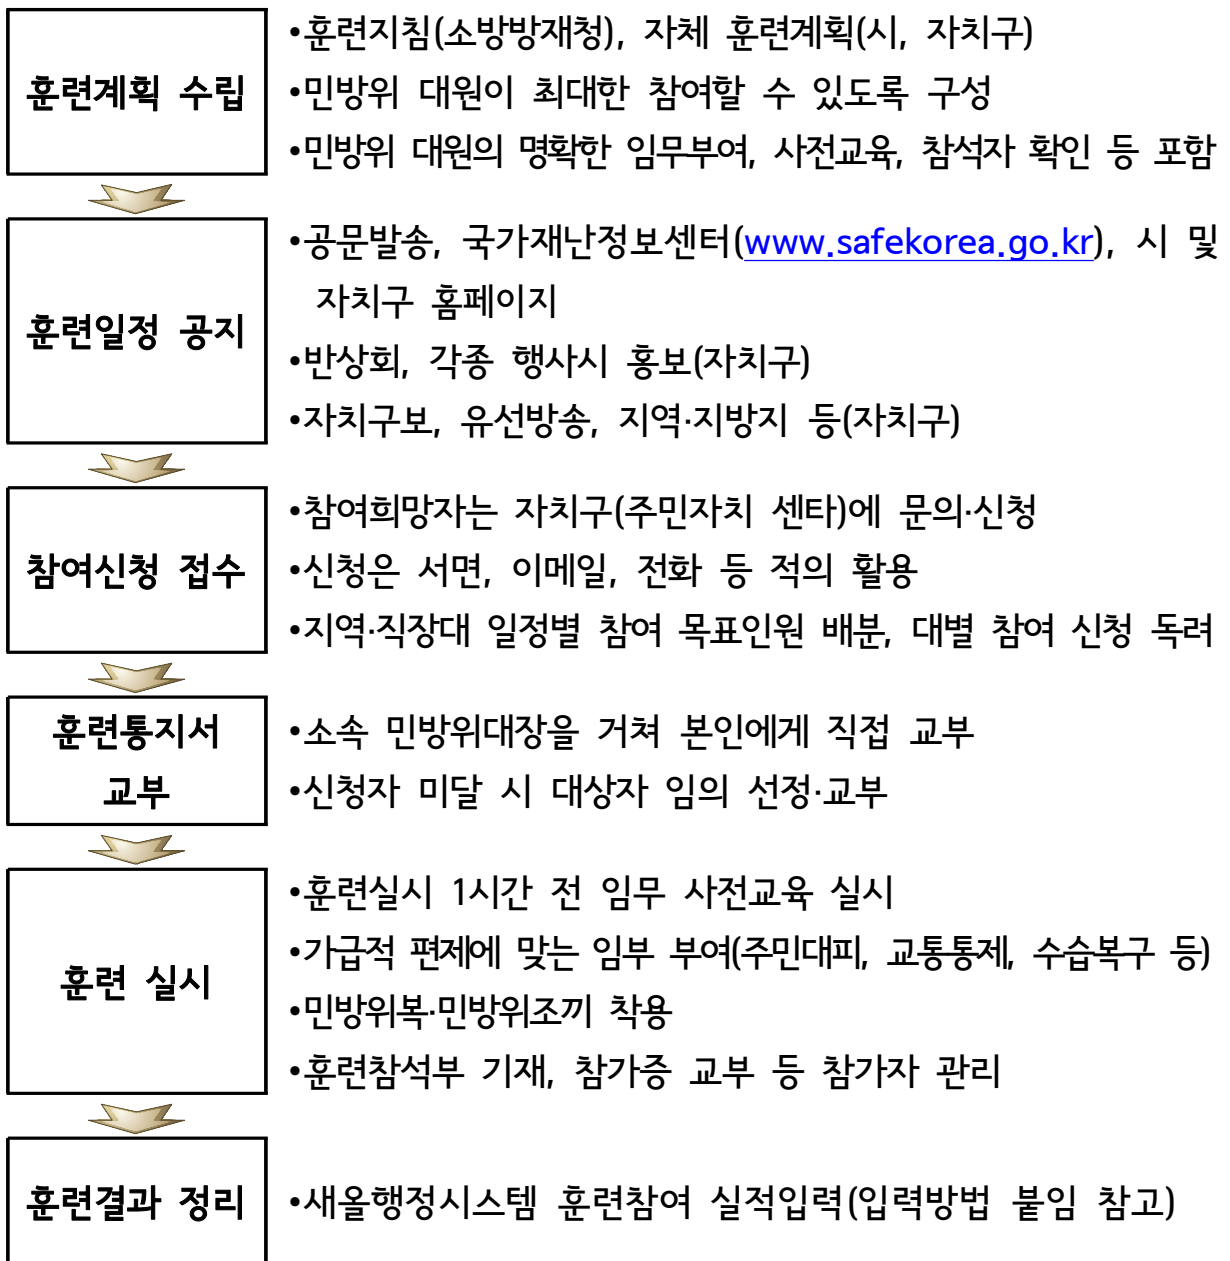 훈련계획 수립
•훈련지침(소방방재청), 자체 훈련계획(시, 자치구)
•민방위 대원이 최대한 참여할 수 있도록 구성
•민방위 대원의 명확한 임무부여, 사전교육, 참석자 확인 등 포함
훈련일정 공지
•공문발송, 국가재난정보센터(www.safekorea.go.kr), 시 및
자치구 홈페이지
•반상회, 각종 행사시 홍보(자치구)
•자치구보, 유선방송, 지역·지방지 등(자치구)
참여신청 접수
•참여희망자는 자치구(주민자치 센타)에 문의·신청
•신청은 서면, 이메일, 전화 등 적의 활용
•지역·직장대 일정별 참여 목표인원 배분, 대별 참여 신청 독려
훈련통지서
교부
•소속 민방위대장을 거쳐 본인에게 직접 교부
•신청자 미달 시 대상자 임의 선정·교부
훈련 실시
•훈련실시 1시간 전 임무 사전교육 실시
•가급적 편제에 맞는 임부 부여(주민대피, 교통통제, 수습복구 등)
•민방위복·민방위조끼 착용
•훈련참석부 기재, 참가증 교부 등 참가자 관리
훈련결과 정리
•새올행정시스템 훈련참여 실적입력(입력방법 붙임 참고)